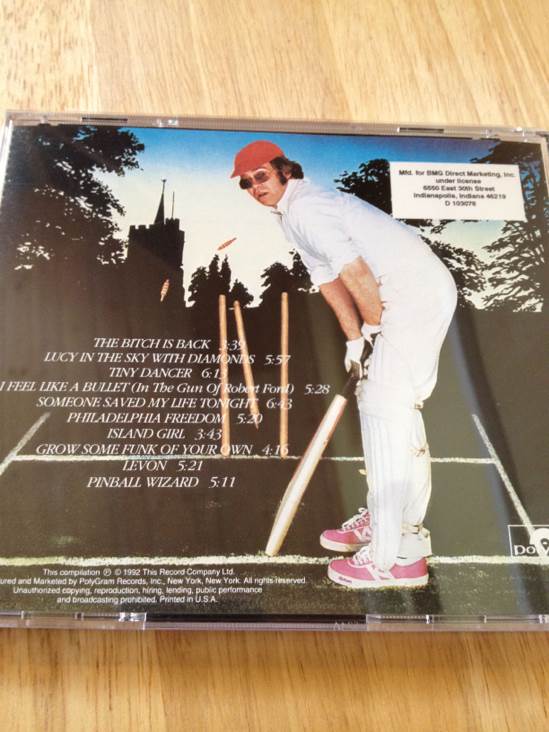 Mfd. for BMG Direct Marketing, Inc.
under license
6550 East 30th Street
Indianapolis, Indiana 46219
D 103078
THE BITCH IS BACK 3:39
LUCY IN THE SKY WITH DIAMONDS 5:57
TINY DANCER 6:13
I FEEL LIKE A BULLET (In The Gun Of Robert Ford) 5:28
SOMEONE SAVED MY LIFE TONIGHT 6:43
PHILADELPHIA FREEDOM 5:20
ISLAND GIRL 3:43
GROW SOME FUNK OF YOUR OWN 4:16
LEVON 5:21
PINBALL WIZARD 5:11
po
This compilation ℗ © 1992 This Record Company Ltd.
ured and Marketed by PolyGram Records, Inc., New York, New York. All rights reserved.
Unauthorized copying, reproduction, hiring, lending, public performance
and broadcasting prohibited. Printed in U.S.A.